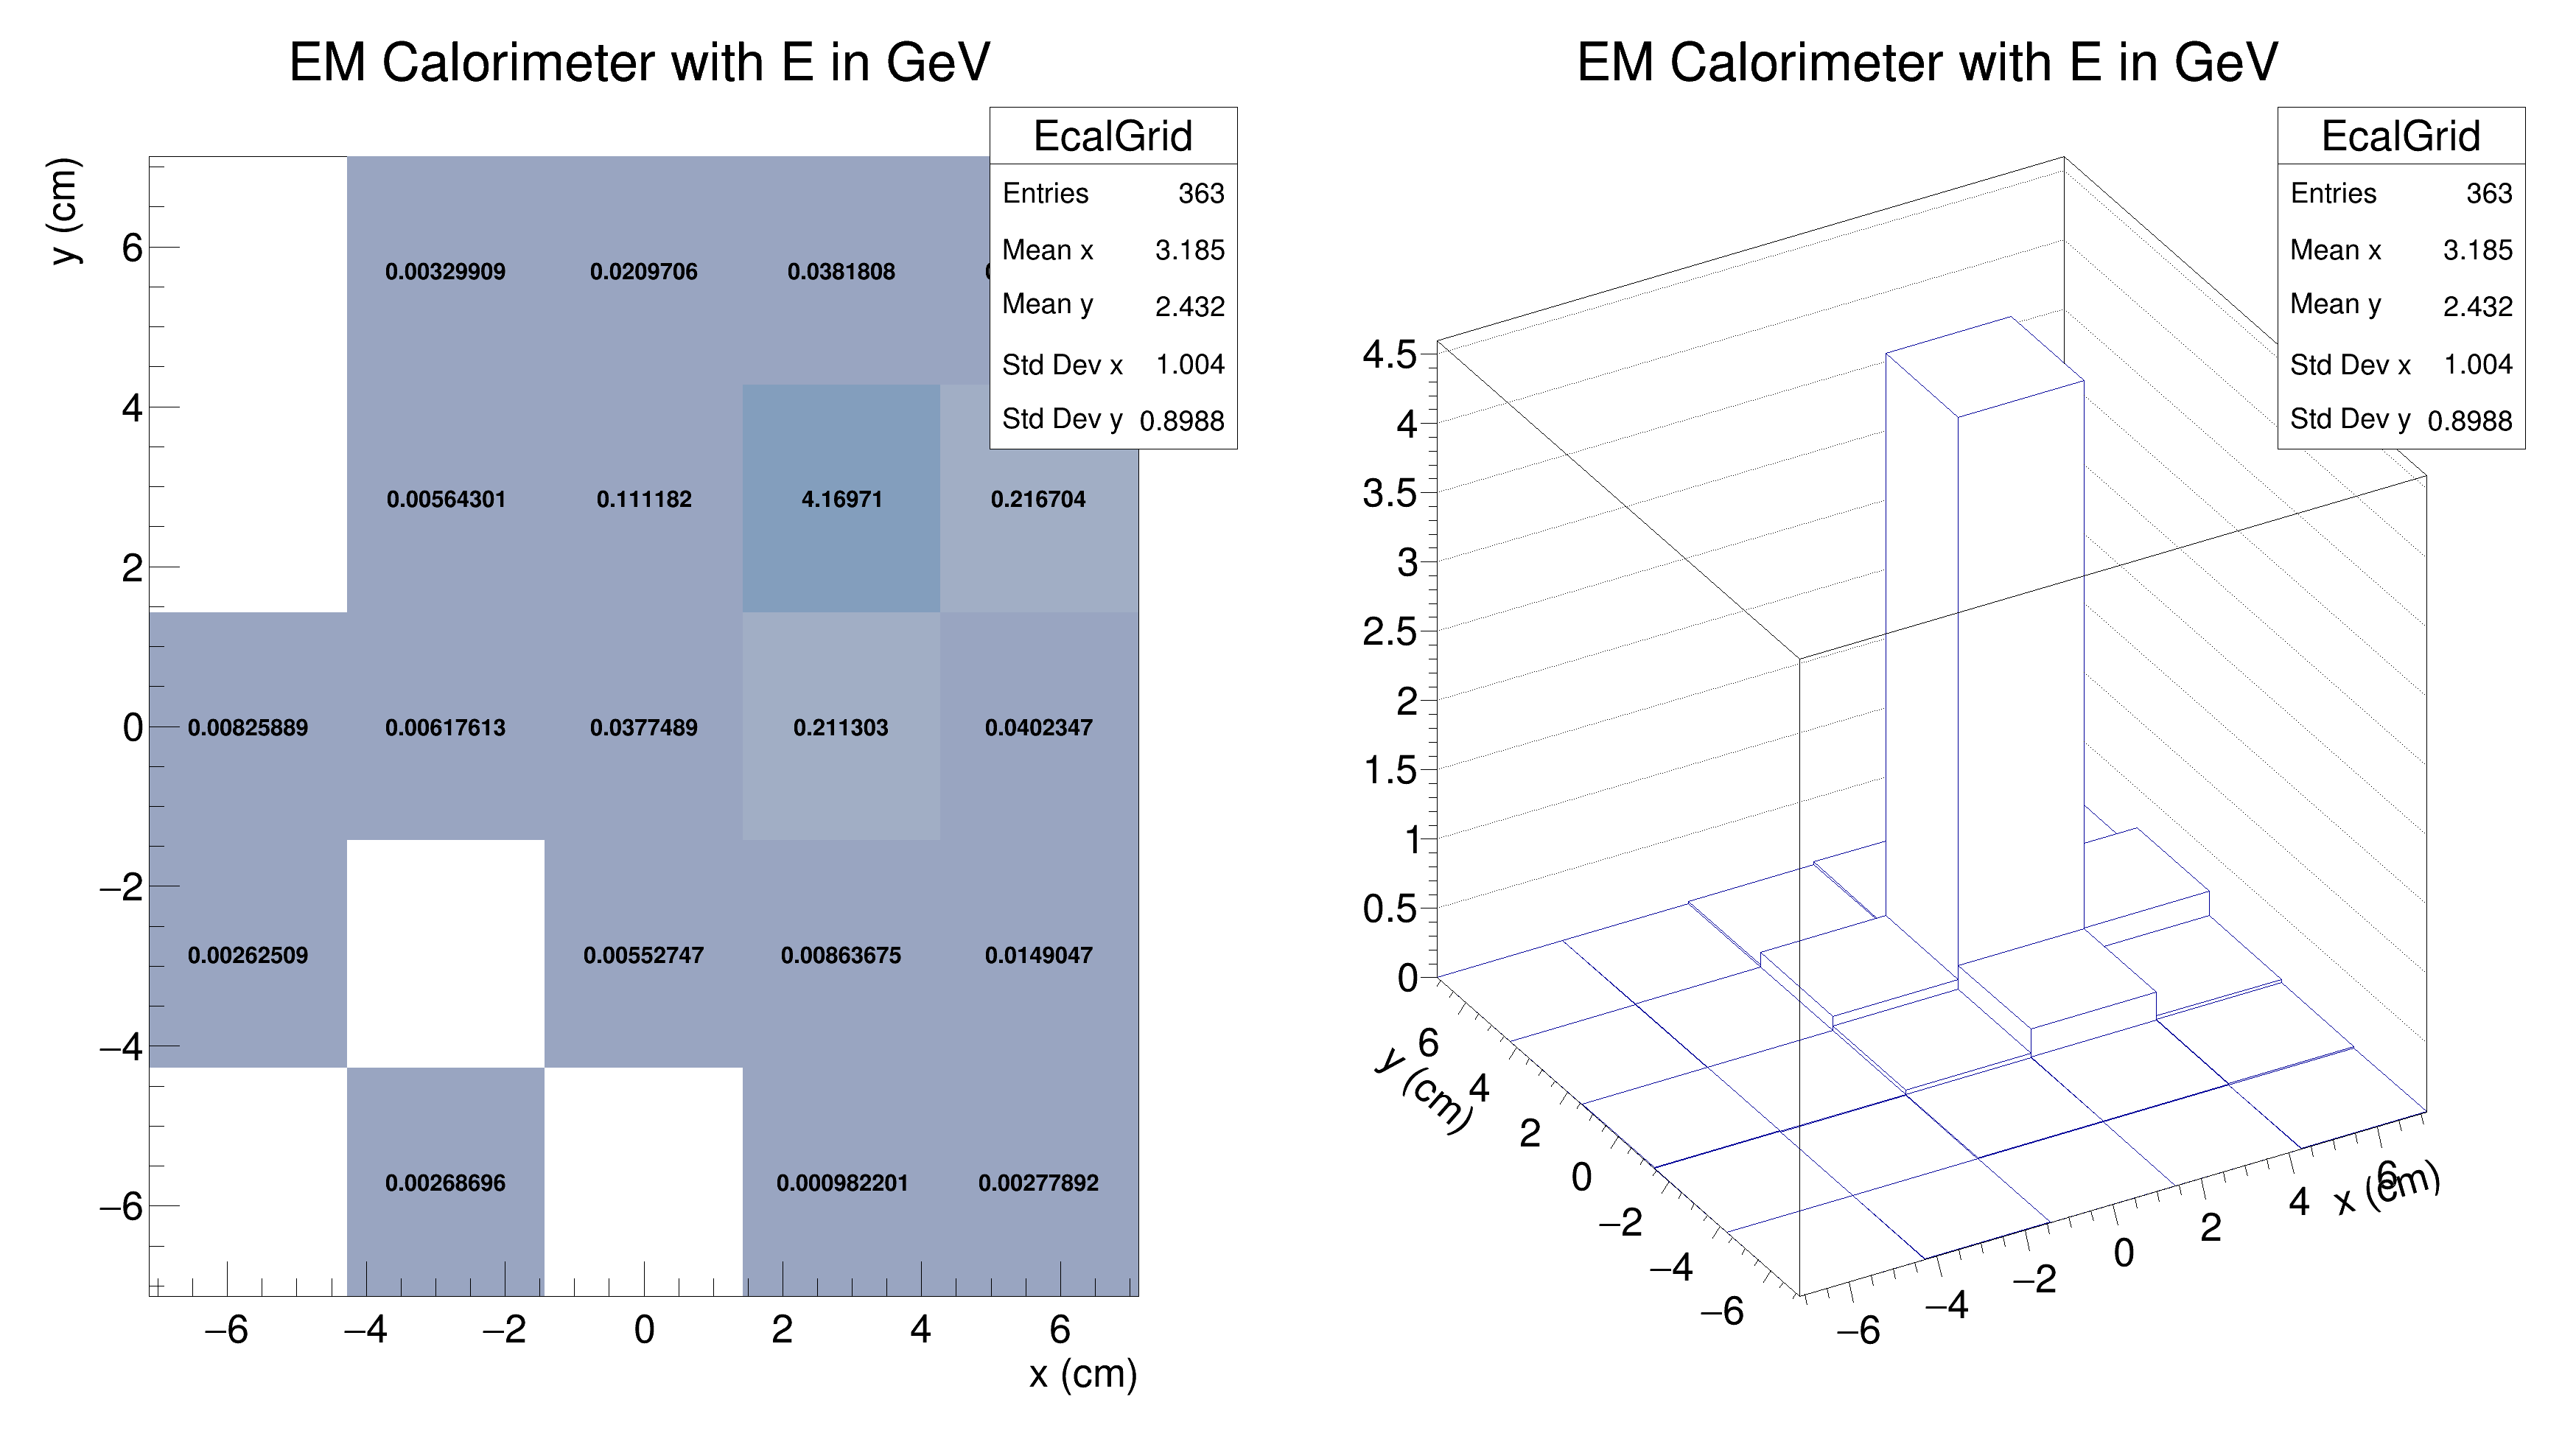 EM Calorimeter with E in GeV
EcalGrid
Entries 363
Mean x 3.185
Mean y 2.432
Std Dev x 1.004
Std Dev y 0.8988
y (cm)
6
4
2
0
−2
−4
−6
0.00329909 0.0209706 0.0381808
0.00564301 0.111182 4.16971 0.216704
0.00825889 0.00617613 0.0377489 0.211303 0.0402347
0.00262509 0.00552747 0.00863675 0.0149047
0.00268696 0.000982201 0.00277892
−6 −4 −2 0 2 4 6
x (cm)
EM Calorimeter with E in GeV
EcalGrid
Entries 363
Mean x 3.185
Mean y 2.432
Std Dev x 1.004
Std Dev y 0.8988
4.5
4
3.5
3
2.5
2
1.5
1
0.5
0
6
4
2
0
−2
−4
−6
y (cm)
−6
−4
−2
0
2
4
6
x (cm)